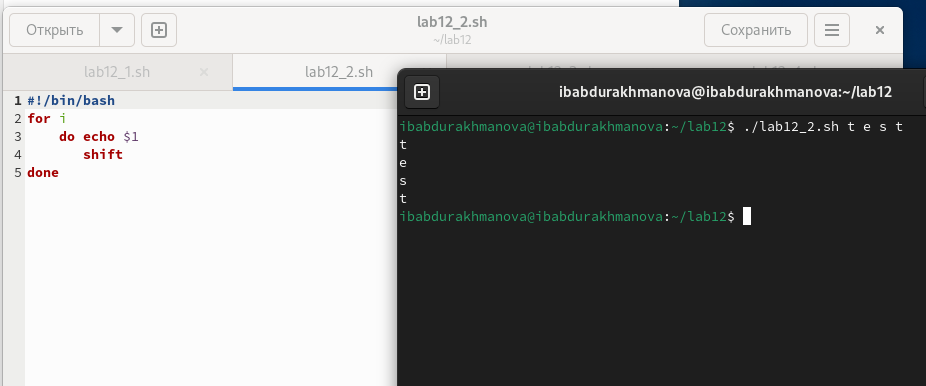 Открыть
lab12_2.sh
~/lab12
Сохранить
lab12_1.sh
lab12_2.sh
1 #!/bin/bash
2 for i
3     do echo $1
4        shift
5 done
ibabdurakhmanova@ibabdurakhmanova:~/lab12
ibabdurakhmanova@ibabdurakhmanova:~/lab12$ ./lab12_2.sh t e s t
t
e
s
t
ibabdurakhmanova@ibabdurakhmanova:~/lab12$